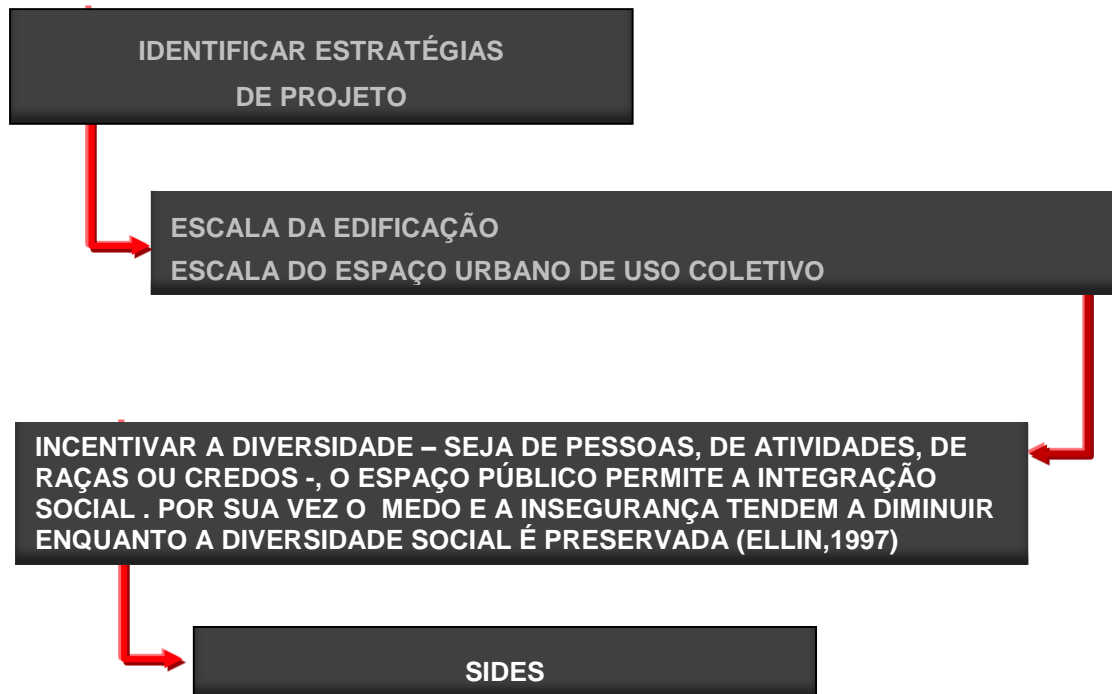 IDENTIFICAR ESTRATÉGIAS
DE PROJETO
ESCALA DA EDIFICAÇÃO
ESCALA DO ESPAÇO URBANO DE USO COLETIVO
INCENTIVAR A DIVERSIDADE – SEJA DE PESSOAS, DE ATIVIDADES, DE
RAÇAS OU CREDOS -, O ESPAÇO PÚBLICO PERMITE A INTEGRAÇÃO
SOCIAL . POR SUA VEZ O MEDO E A INSEGURANÇA TENDEM A DIMINUIR
ENQUANTO A DIVERSIDADE SOCIAL É PRESERVADA (ELLIN,1997)
SIDES